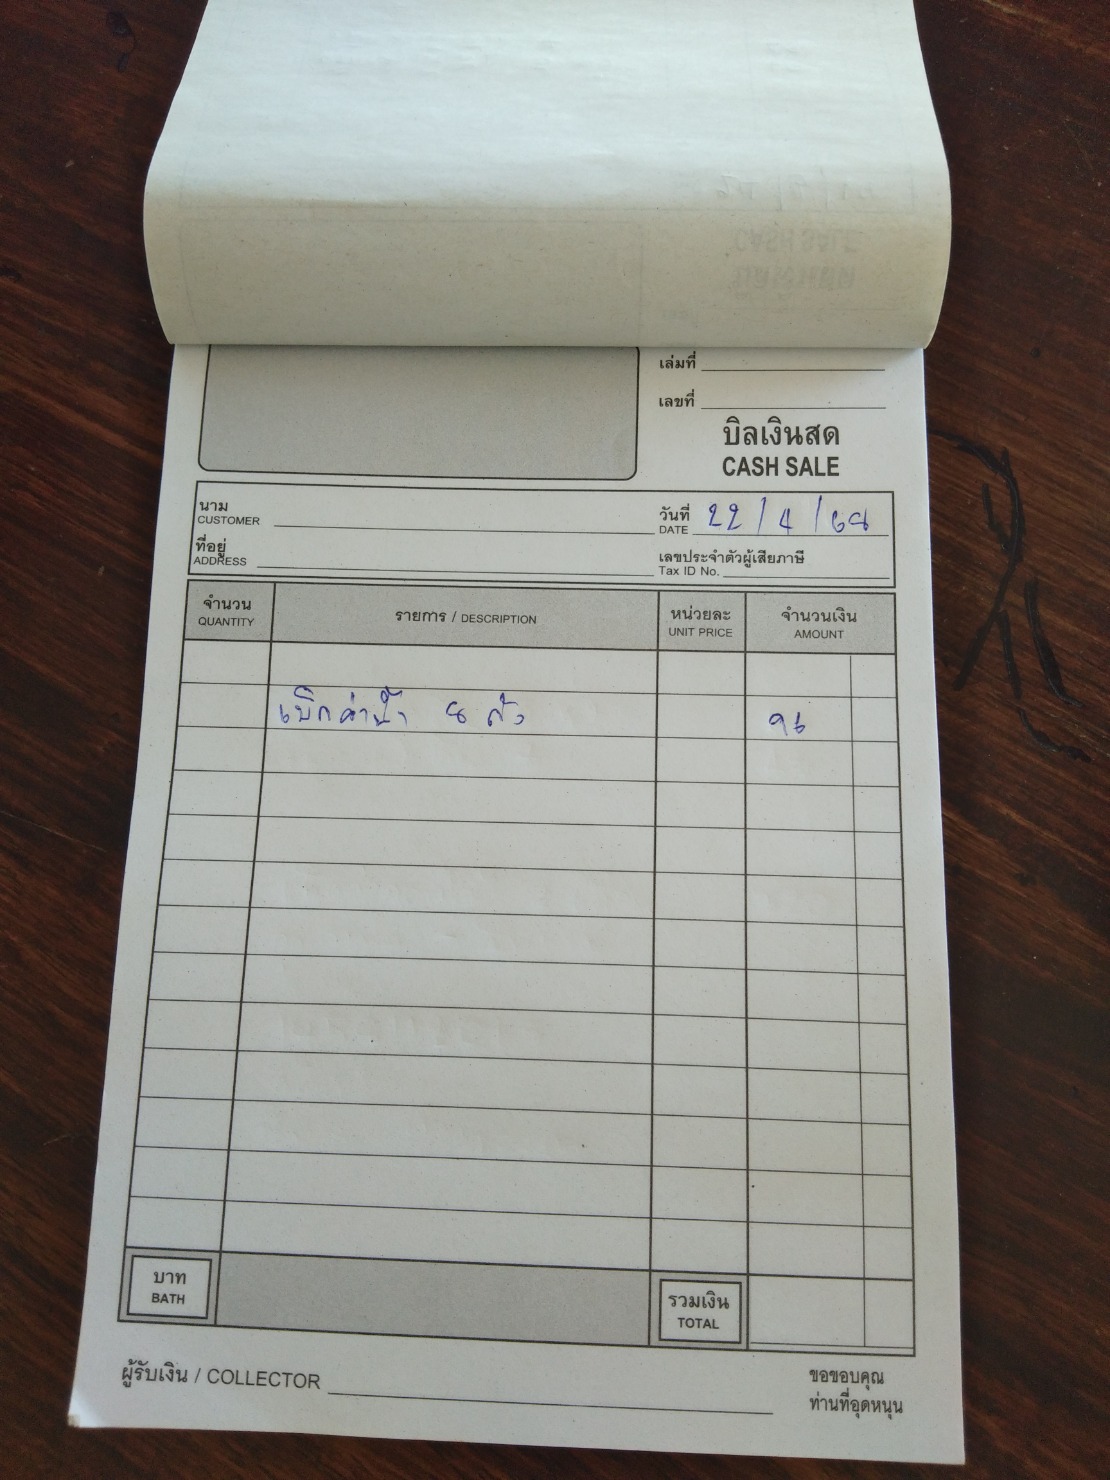 เล่มที่
เลขที่
บิลเงินสด
CASH SALE
นาม
CUSTOMER
วันที่ 22/4/68
DATE
ที่อยู่
ADDRESS
เลขประจำตัวผู้เสียภาษี
Tax ID No.
จำนวน รายการ / DESCRIPTION หน่วยละ จำนวนเงิน
QUANTITY UNIT PRICE AMOUNT
เบิกค่าน้ำ 8 ถัง 96
บาท
BATH
รวมเงิน
TOTAL
ผู้รับเงิน / COLLECTOR
ขอขอบคุณ
ท่านที่อุดหนุน